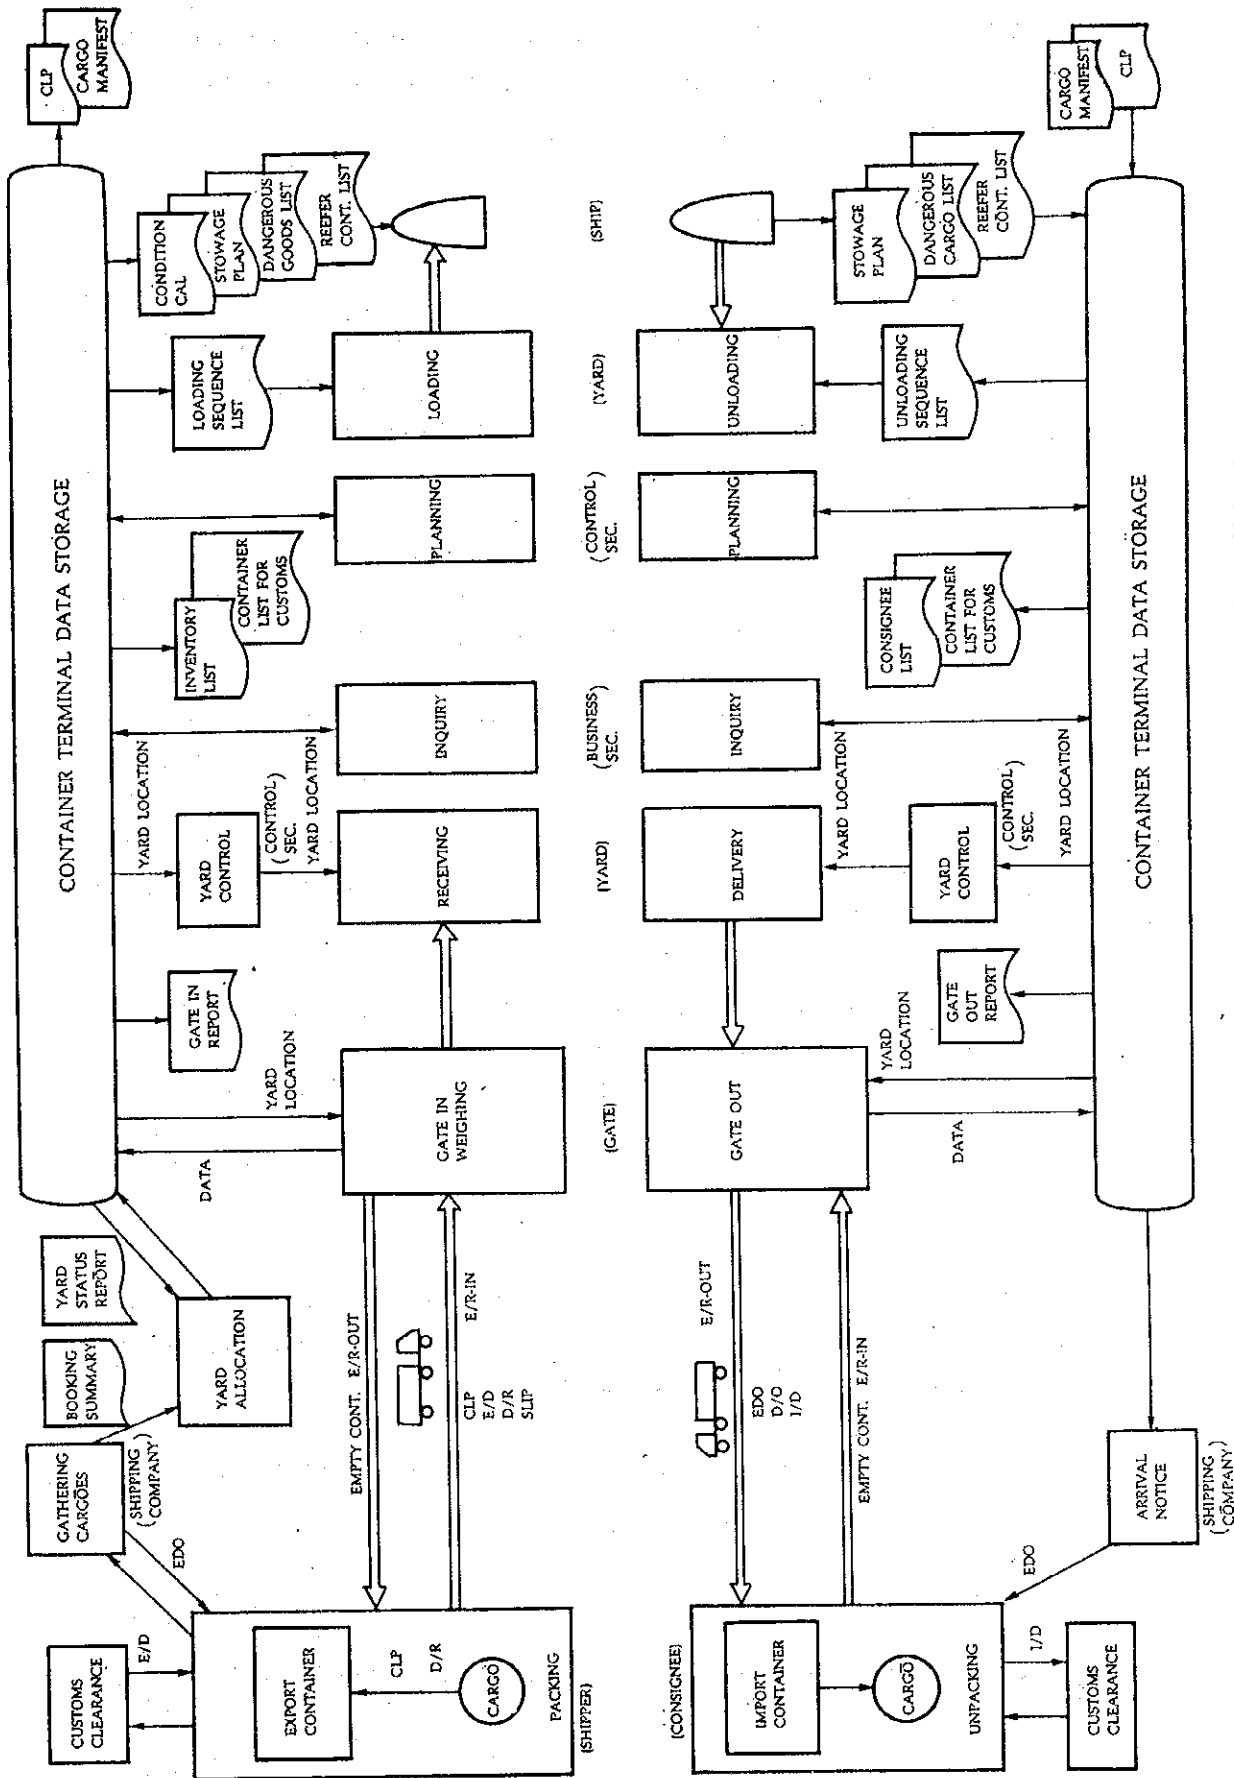 CUSTOMS
CLEARANCE
E/D
GATHERING
CARGOES
(SHIPPING
COMPANY)
EDO
BOOKING
SUMMARY
YARD
STATUS
REPORT
YARD
ALLOCATION
CONTAINER TERMINAL DATA STORAGE
CLP
CARGO
MANIFEST
EXPORT
CONTAINER
CLP
D/R
CARGO
PACKING
(SHIPPER)
EMPTY CONT. E/R-OUT
CLP
E/D
D/R
SLIP
E/R-IN
DATA
YARD
LOCATION
GATE IN
WEIGHING
(GATE)
GATE IN
REPORT
YARD LOCATION
YARD
CONTROL
(CONTROL
SEC.)
YARD LOCATION
RECEIVING
(YARD)
INQUIRY
(BUSINESS
SEC.)
INVENTORY
LIST
CONTAINER
LIST FOR
CUSTOMS
PLANNING
(CONTROL
SEC.)
LOADING
SEQUENCE
LIST
LOADING
(YARD)
CONDITION
CAL
STOWAGE
PLAN
DANGEROUS
GOODS LIST
REEFER
CONT. LIST
(SHIP)
(CONSIGNEE)
IMPORT
CONTAINER
CARGO
UNPACKING
I/D
CUSTOMS
CLEARANCE
E/R-OUT
EDO
D/O
I/D
EMPTY CONT. E/R-IN
EDO
ARRIVAL
NOTICE
(SHIPPING
COMPANY)
GATE OUT
DATA
YARD
LOCATION
GATE
OUT
REPORT
DELIVERY
YARD LOCATION
YARD
CONTROL
(CONTROL
SEC.)
YARD LOCATION
INQUIRY
CONSIGNEE
LIST
CONTAINER
LIST FOR
CUSTOMS
PLANNING
UNLOADING
UNLOADING
SEQUENCE
LIST
STOWAGE
PLAN
DANGEROUS
CARGO LIST
REEFER
CONT. LIST
CARGO
MANIFEST
CLP
CONTAINER TERMINAL DATA STORAGE